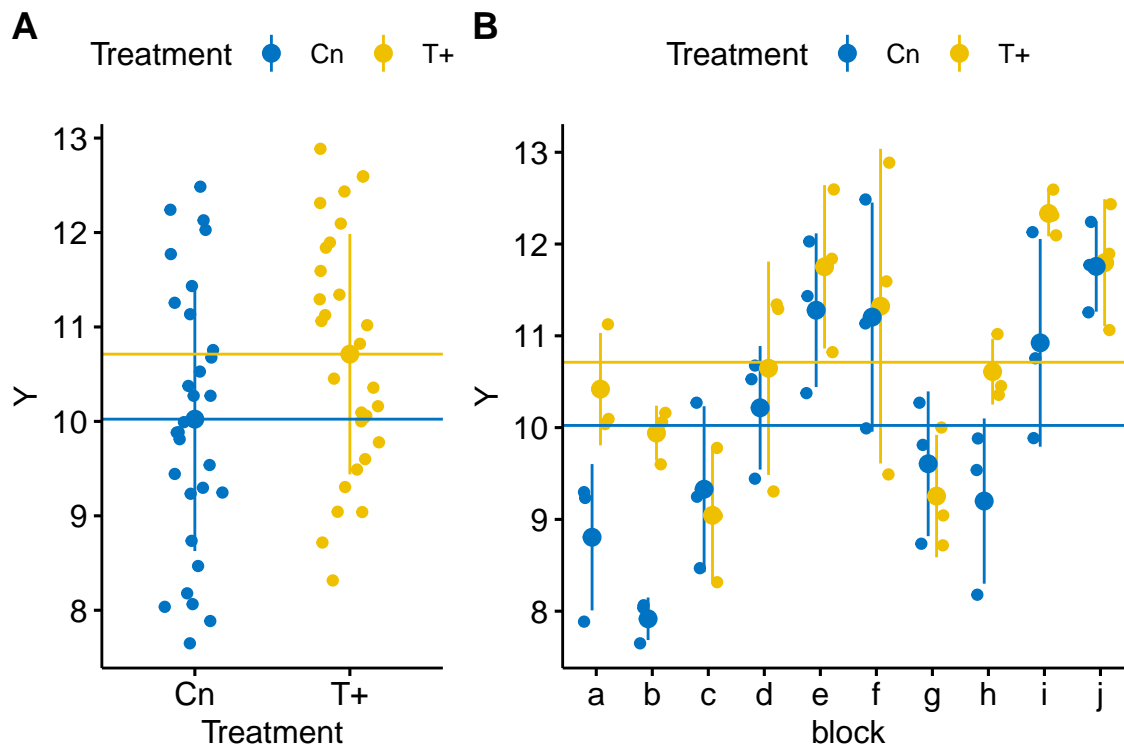 A
Treatment Cn T+
13
12
11
10
9
8
Y
Cn T+
Treatment
B
Treatment Cn T+
13
12
11
10
9
8
Y
a b c d e f g h i j
block